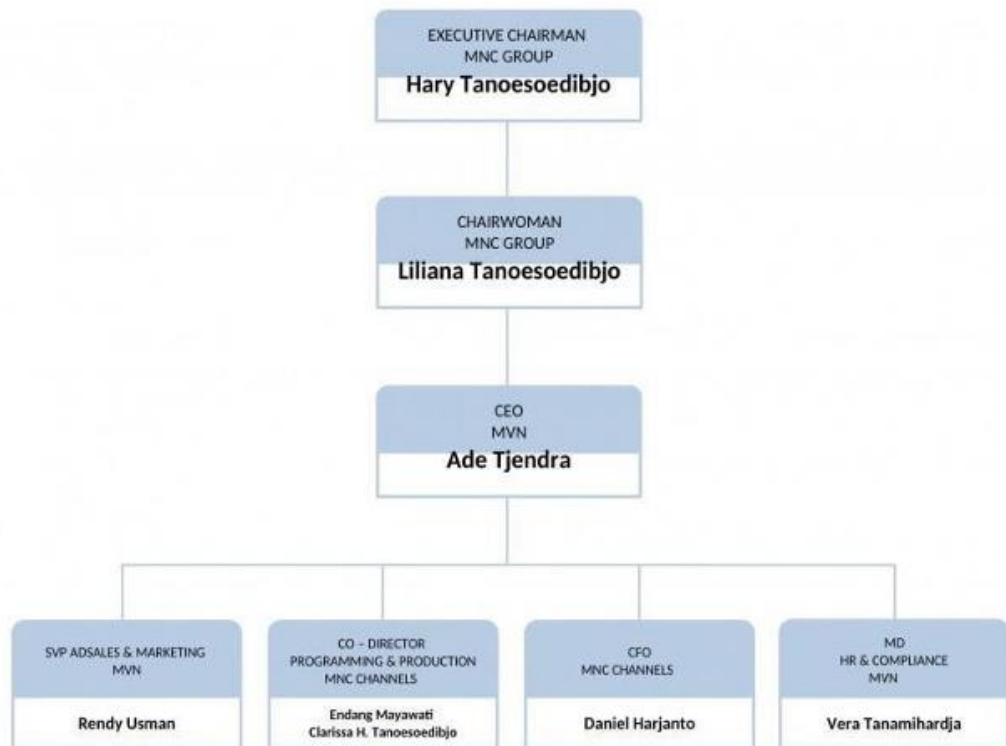 EXECUTIVE CHAIRMAN
MNC GROUP
Hary Tanoesoedibjo
CHAIRWOMAN
MNC GROUP
Liliana Tanoesoedibjo
CEO
MVN
Ade Tjendra
SVP ADSALES & MARKETING
MVN
Rendy Usman
CO – DIRECTOR
PROGRAMMING & PRODUCTION
MNC CHANNELS
Endang Mayawati
Clarissa H. Tanoesoedibjo
CFO
MNC CHANNELS
Daniel Harjanto
MD
HR & COMPLIANCE
MVN
Vera Tanamihardja